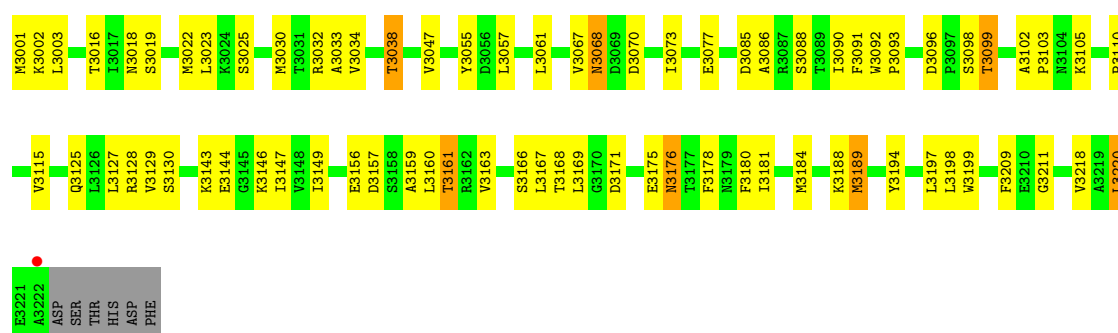 M3001 K3002 L3003 T3016 I3017 N3018 S3019 M3022 L3023 K3024 S3025 M3030 T3031 R3032 A3033 V3034 T3038 V3047 Y3055 D3056 L3057 L3061 V3067 N3068 D3069 D3070 I3073 E3077 D3085 A3086 R3087 S3088 T3089 I3090 F3091 W3092 P3093 D3096 P3097 S3098 T3099 A3102 P3103 N3104 K3105
V3115 Q3125 L3126 L3127 R3128 V3129 S3130 K3143 E3144 G3145 K3146 I3147 V3148 I3149 E3156 D3157 S3158 A3159 L3160 T3161 R3162 V3163 S3166 L3167 T3168 L3169 G3170 D3171 E3175 N3176 T3177 F3178 N3179 F3180 I3181 M3184 K3188 M3189 Y3194 L3197 L3198 W3199 F3209 E3210 G3211 V3218 A3219 L3220
E3221 A3222 ASP SER THR HIS ASP PHE